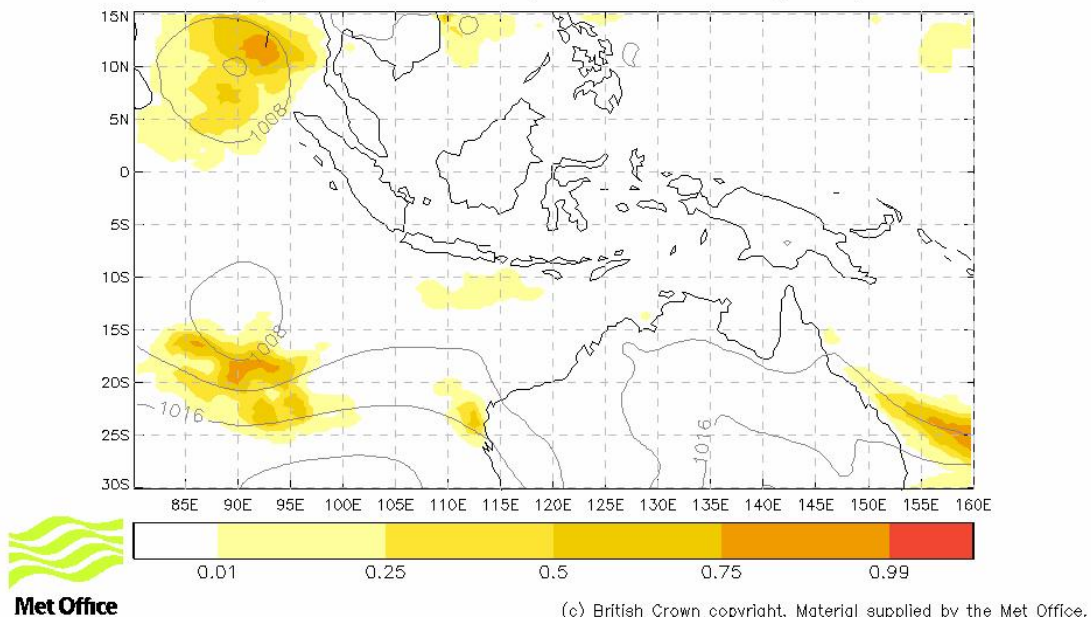 15N
10N
1008
5N
0
5S
10S
15S
1008
20S
1016
25S
1016
30S
85E 90E 95E 100E 105E 110E 115E 120E 125E 130E 135E 140E 145E 150E 155E 160E
0.01 0.25 0.5 0.75 0.99
Met Office
(c) British Crown copyright. Material supplied by the Met Office.